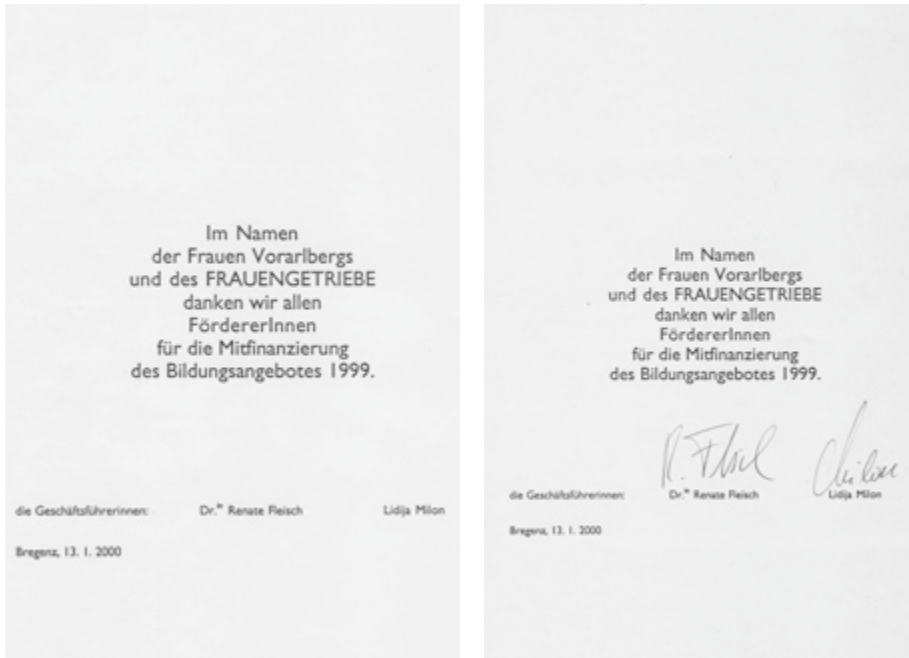 Im Namen
der Frauen Vorarlbergs
und des FRAUENGETRIEBE
danken wir allen
FördererInnen
für die Mitfinanzierung
des Bildungsangebotes 1999.
die Geschäftsführerinnen: Dr.in Renate Fleisch Lidija Milon
Bregenz, 13. 1. 2000
Im Namen
der Frauen Vorarlbergs
und des FRAUENGETRIEBE
danken wir allen
FördererInnen
für die Mitfinanzierung
des Bildungsangebotes 1999.
R. Fleisch Milon
die Geschäftsführerinnen: Dr.in Renate Fleisch Lidija Milon
Bregenz, 13. 1. 2000